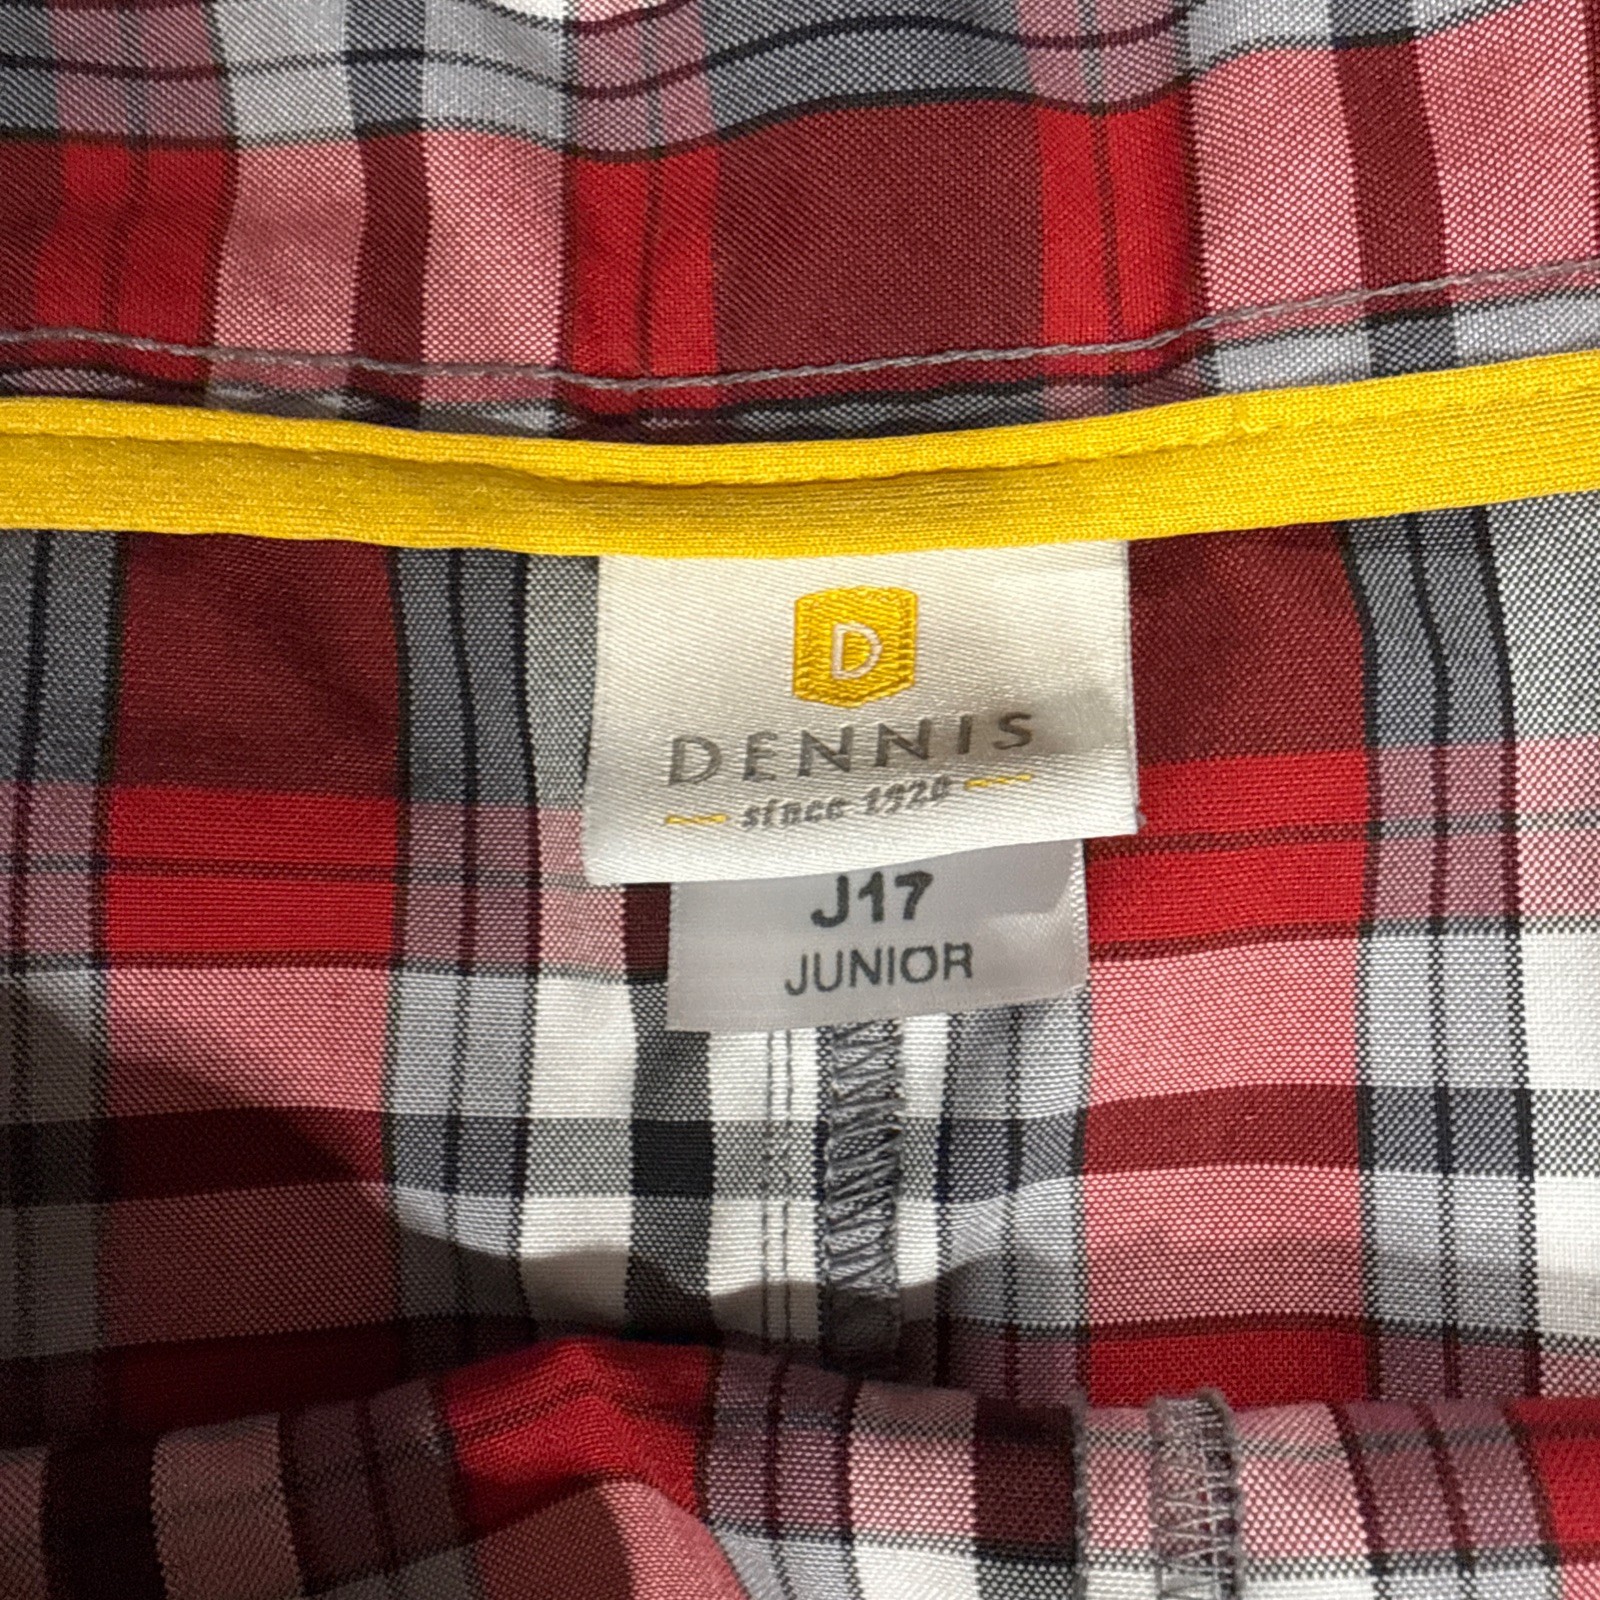 D
DENNIS
since 1920
J17
JUNIOR